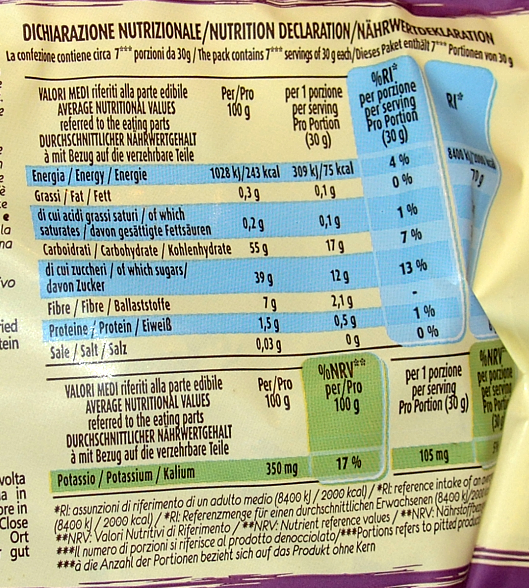 DICHIARAZIONE NUTRIZIONALE/NUTRITION DECLARATION/NÄHRWERTDEKLARATION
La confezione contiene circa 7*** porzioni da 30g / The pack contains 7*** servings of 30 g each/Dieses Paket enthält 7*** Portionen von 30 g
VALORI MEDI riferiti alla parte edibile
AVERAGE NUTRITIONAL VALUES
referred to the eating parts
DURCHSCHNITTLICHER NÄHRWERTGEHALT
à mit Bezug auf die verzehrbare Teile
Per/Pro
100 g
per 1 porzione
per serving
Pro Portion
(30 g)
%RI*
per porzione
per serving
Pro Portion
(30 g)
RI*
Energia / Energy / Energie 1028 kJ/243 kcal 309 kJ/75 kcal 4 % 8400 kJ/
Grassi / Fat / Fett 0,3 g 0,1 g 0 % 70 g
di cui acidi grassi saturi / of which
saturates / davon gesättigte Fettsäuren 0,2 g 0,1 g 1 %
Carboidrati / Carbohydrate / Kohlenhydrate 55 g 17 g 7 %
di cui zuccheri / of which sugars/
davon Zucker 39 g 12 g 13 %
Fibre / Fibre / Ballaststoffe 7 g 2,1 g -
Proteine / Protein / Eiweiß 1,5 g 0,5 g 1 %
Sale / Salt / Salz 0,03 g 0 g 0 %
VALORI MEDI riferiti alla parte edibile
AVERAGE NUTRITIONAL VALUES
referred to the eating parts
DURCHSCHNITTLICHER NÄHRWERTGEHALT
à mit Bezug auf die verzehrbare Teile
Per/Pro
100 g
%NRV**
per/Pro
100 g
per 1 porzione
per serving
Pro Portion (30 g)
%NRV
per porzione
per serving
Pro
Potassio / Potassium / Kalium 350 mg 17 % 105 mg
*RI: assunzioni di riferimento di un adulto medio (8400 kJ / 2000 kcal) / *RI: reference intake of an
(8400 kJ / 2000 kcal) / *RI: Referenzmenge für einen durchschnittlichen Erwachsenen (8400 kJ/
**NRV: Valori Nutritivi di Riferimento / **NRV: Nutrient reference values / **NRV:
***Il numero di porzioni si riferisce al prodotto denocciolato/***Portions refers to pitted
***à die Anzahl der Portionen bezieht sich auf das Produkt ohne Kern
ried
tein
volta
a in
ore in
Close
Ort
gut